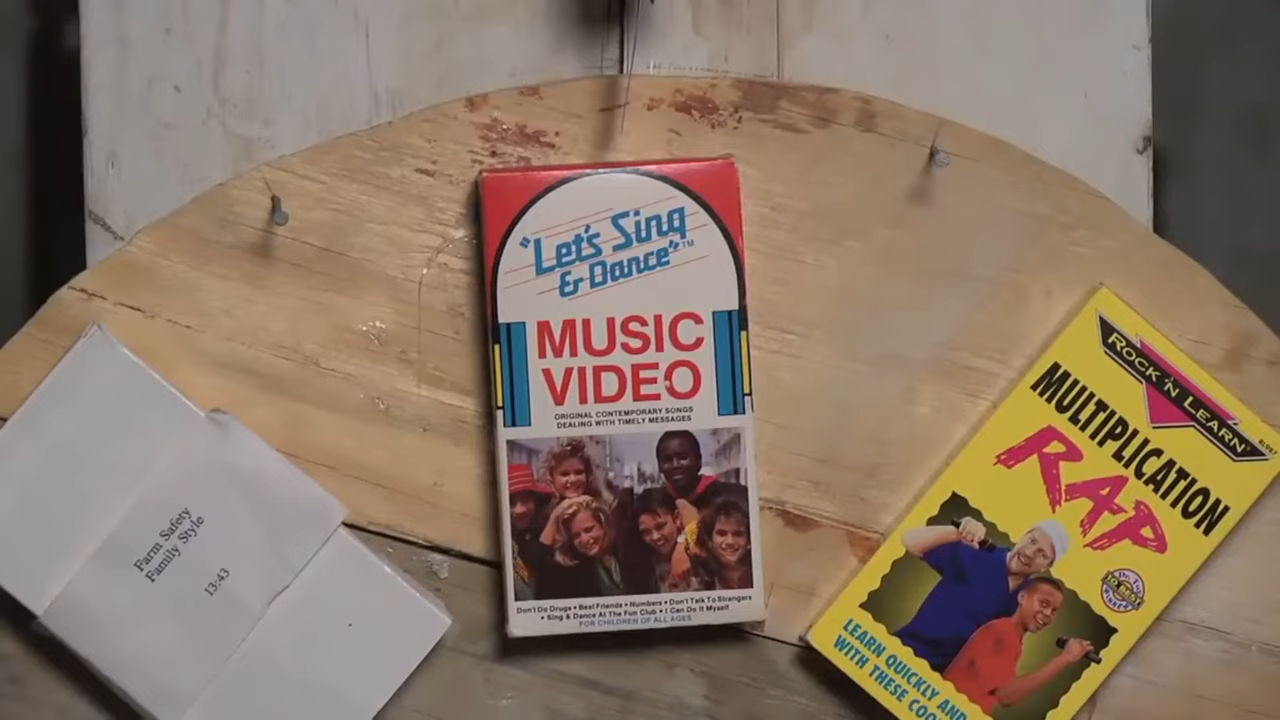 Farm Safety
Family Style
13:43
"Let's Sing
& Dance"™
MUSIC
VIDEO
ORIGINAL CONTEMPORARY SONGS
DEALING WITH TIMELY MESSAGES
Don't Do Drugs • Best Friends • Numbers • Don't Talk To Strangers
• Sing & Dance At The Fun Club • I Can Do It Myself
FOR CHILDREN OF ALL AGES
ROCK 'N LEARN
MULTIPLICATION
RAP
LEARN QUICKLY AND
WITH THESE